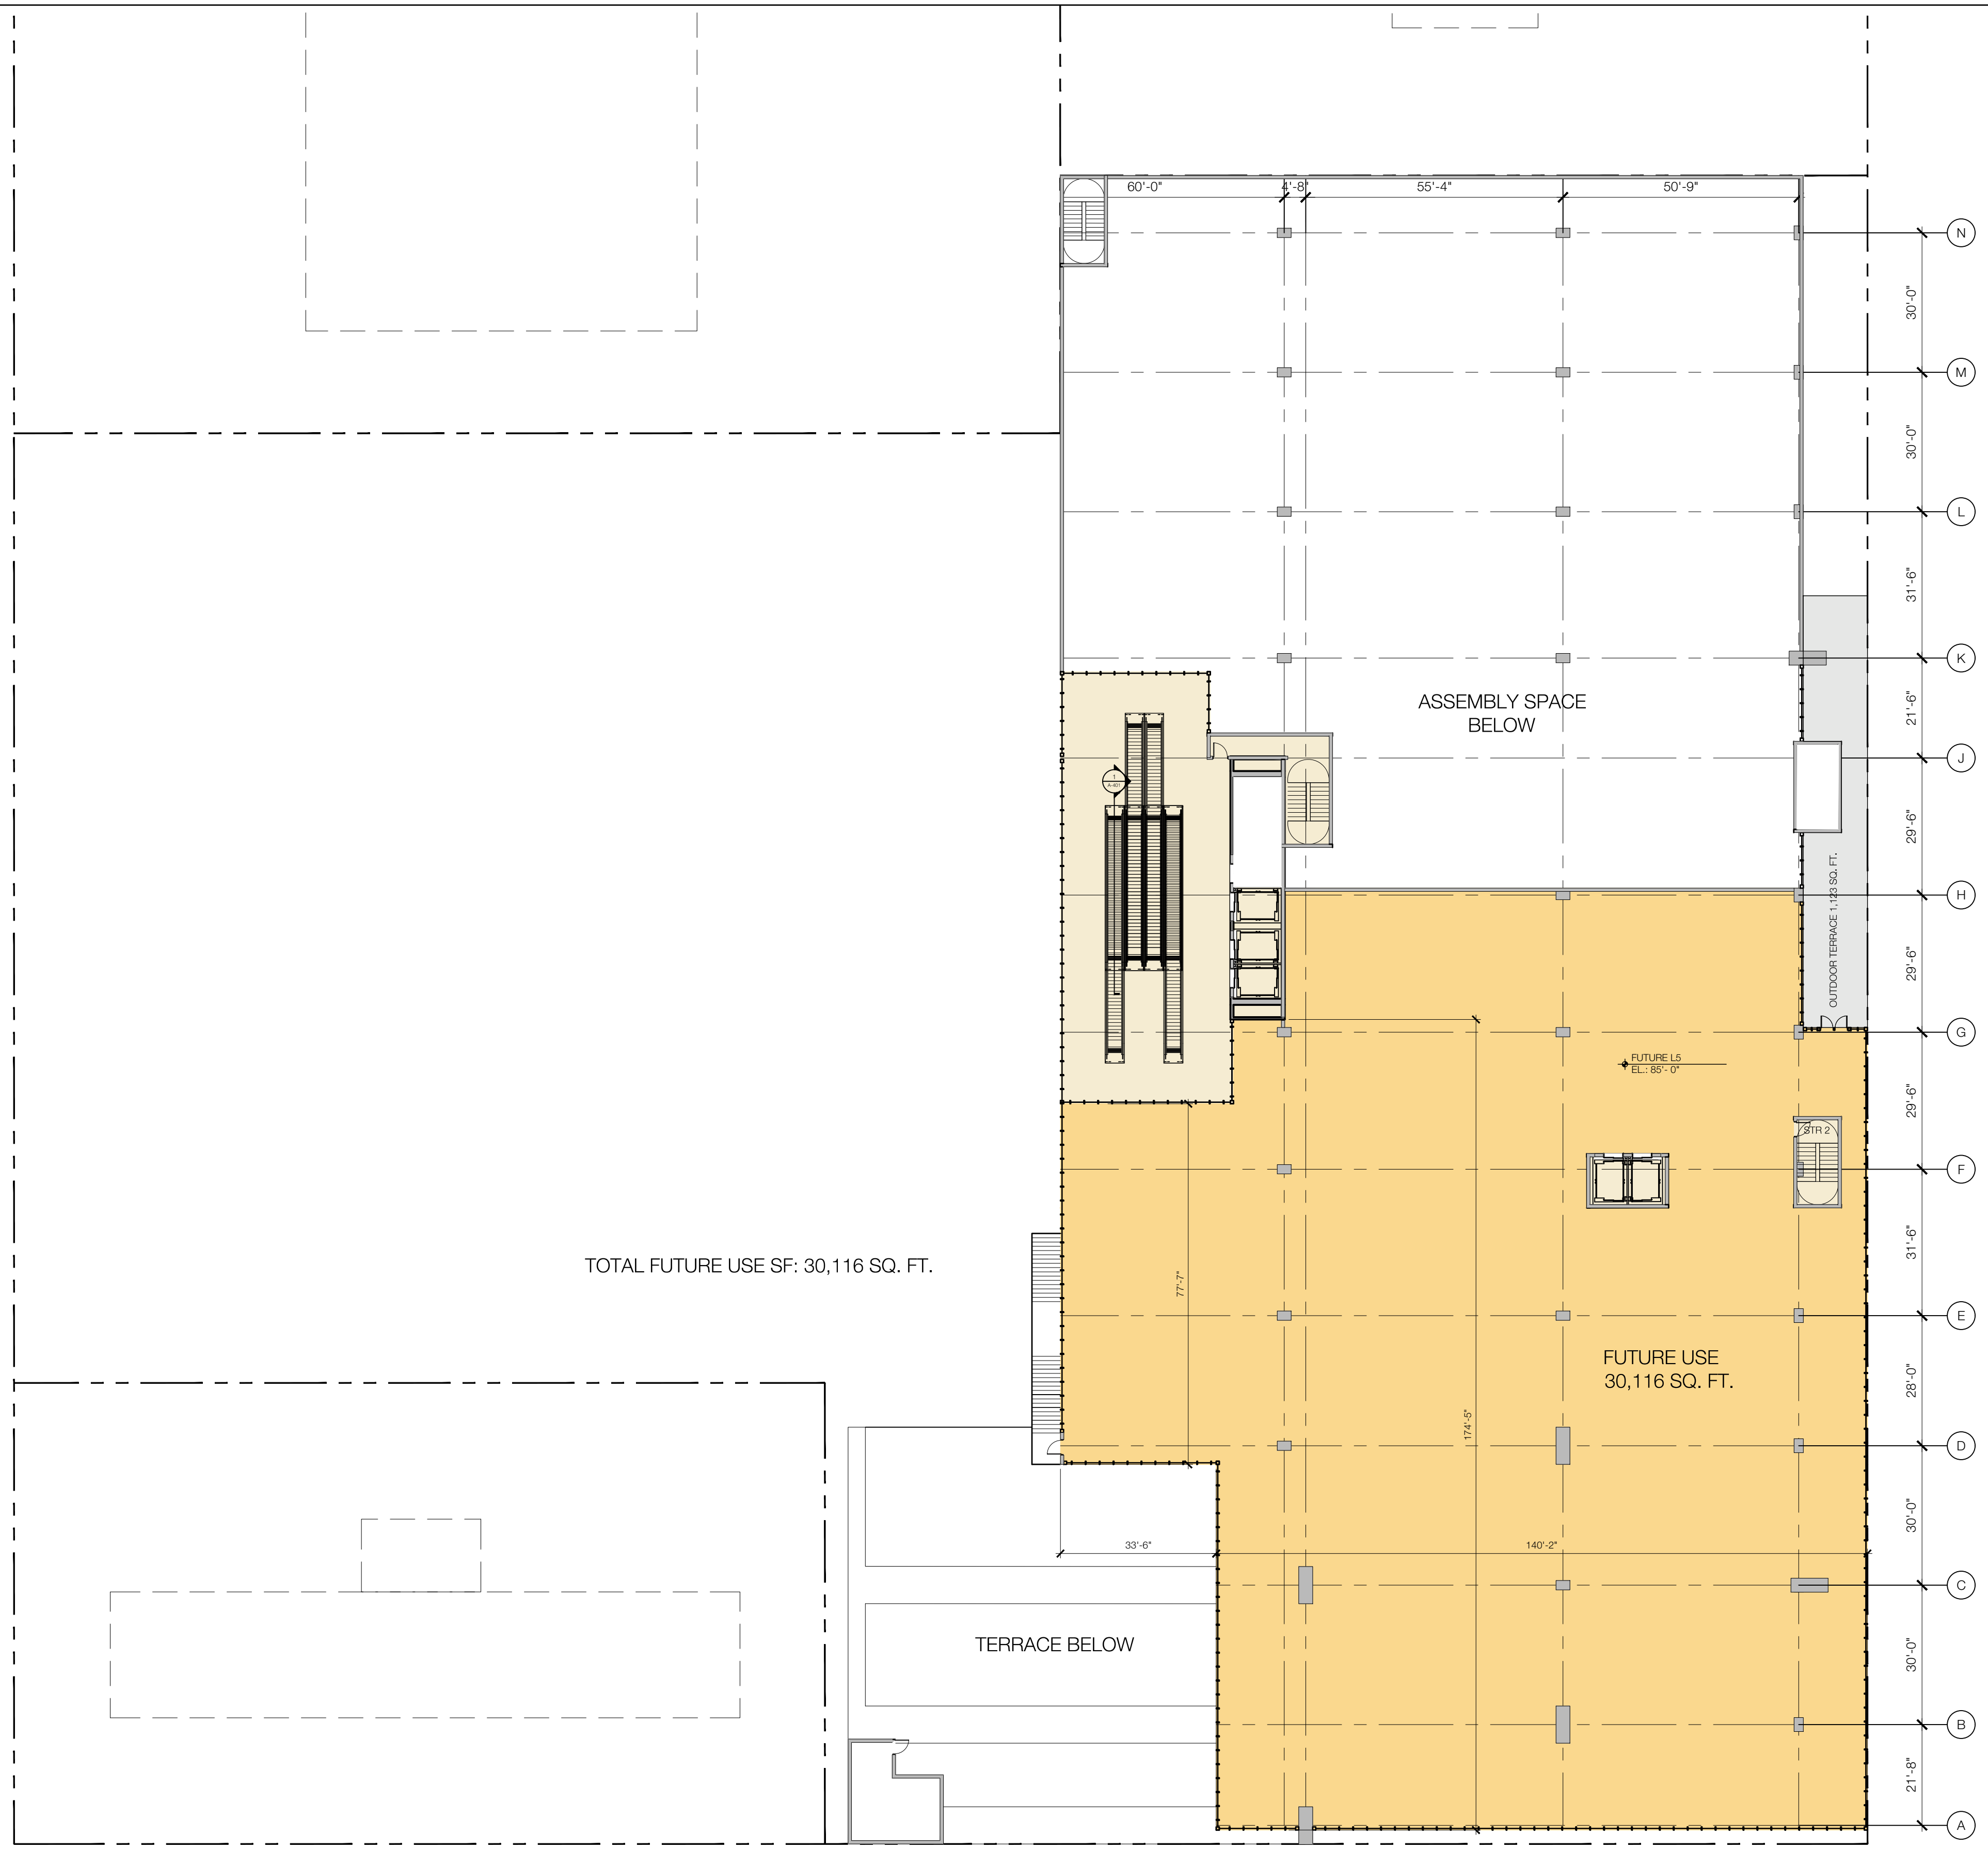 60'-0"
4'-8"
55'-4"
50'-9"
N
30'-0"
M
30'-0"
L
31'-6"
K
ASSEMBLY SPACE
BELOW
21'-6"
J
1
A-401
29'-6"
OUTDOOR TERRACE 1,123 SQ. FT.
H
29'-6"
G
FUTURE L5
EL.: 85'- 0"
29'-6"
STR 2
F
31'-6"
TOTAL FUTURE USE SF: 30,116 SQ. FT.
77'-7"
E
FUTURE USE
30,116 SQ. FT.
28'-0"
174'-5"
D
30'-0"
33'-6"
140'-2"
C
TERRACE BELOW
30'-0"
B
21'-8"
A